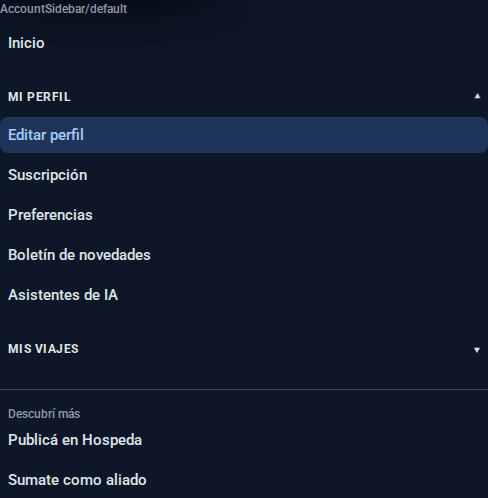 AccountSidebar/default
Inicio
MI PERFIL
Editar perfil
Suscripción
Preferencias
Boletín de novedades
Asistentes de IA
MIS VIAJES
Descubrí más
Publicá en Hospeda
Sumate como aliado